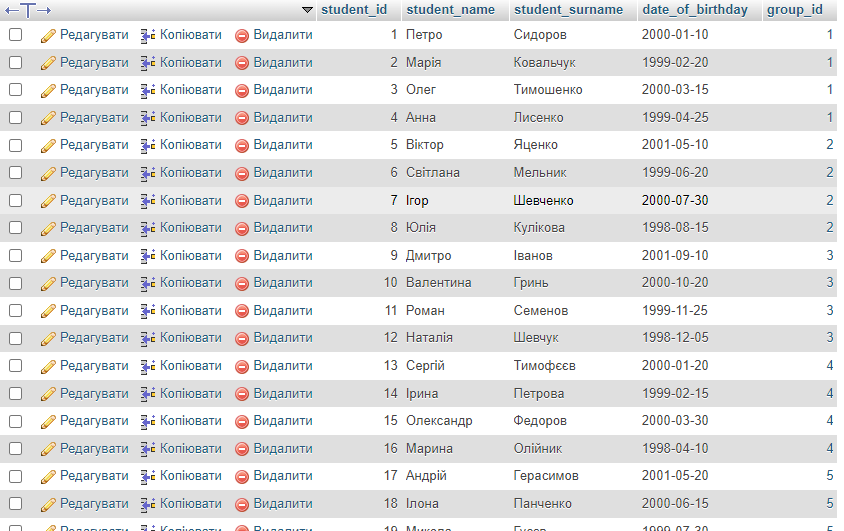 student_id student_name student_surname date_of_birthday group_id
Редагувати Копіювати Видалити 1 Петро Сидоров 2000-01-10 1
Редагувати Копіювати Видалити 2 Марія Ковальчук 1999-02-20 1
Редагувати Копіювати Видалити 3 Олег Тимошенко 2000-03-15 1
Редагувати Копіювати Видалити 4 Анна Лисенко 1999-04-25 1
Редагувати Копіювати Видалити 5 Віктор Яценко 2001-05-10 2
Редагувати Копіювати Видалити 6 Світлана Мельник 1999-06-20 2
Редагувати Копіювати Видалити 7 Ігор Шевченко 2000-07-30 2
Редагувати Копіювати Видалити 8 Юлія Кулікова 1998-08-15 2
Редагувати Копіювати Видалити 9 Дмитро Іванов 2001-09-10 3
Редагувати Копіювати Видалити 10 Валентина Гринь 2000-10-20 3
Редагувати Копіювати Видалити 11 Роман Семенов 1999-11-25 3
Редагувати Копіювати Видалити 12 Наталія Шевчук 1998-12-05 3
Редагувати Копіювати Видалити 13 Сергій Тимофєєв 2000-01-20 4
Редагувати Копіювати Видалити 14 Ірина Петрова 1999-02-15 4
Редагувати Копіювати Видалити 15 Олександр Федоров 2000-03-30 4
Редагувати Копіювати Видалити 16 Марина Олійник 1998-04-10 4
Редагувати Копіювати Видалити 17 Андрій Герасимов 2001-05-20 5
Редагувати Копіювати Видалити 18 Ілона Панченко 2000-06-15 5
Редагувати Копіювати Видалити 19 Микола 1999-07-30 5